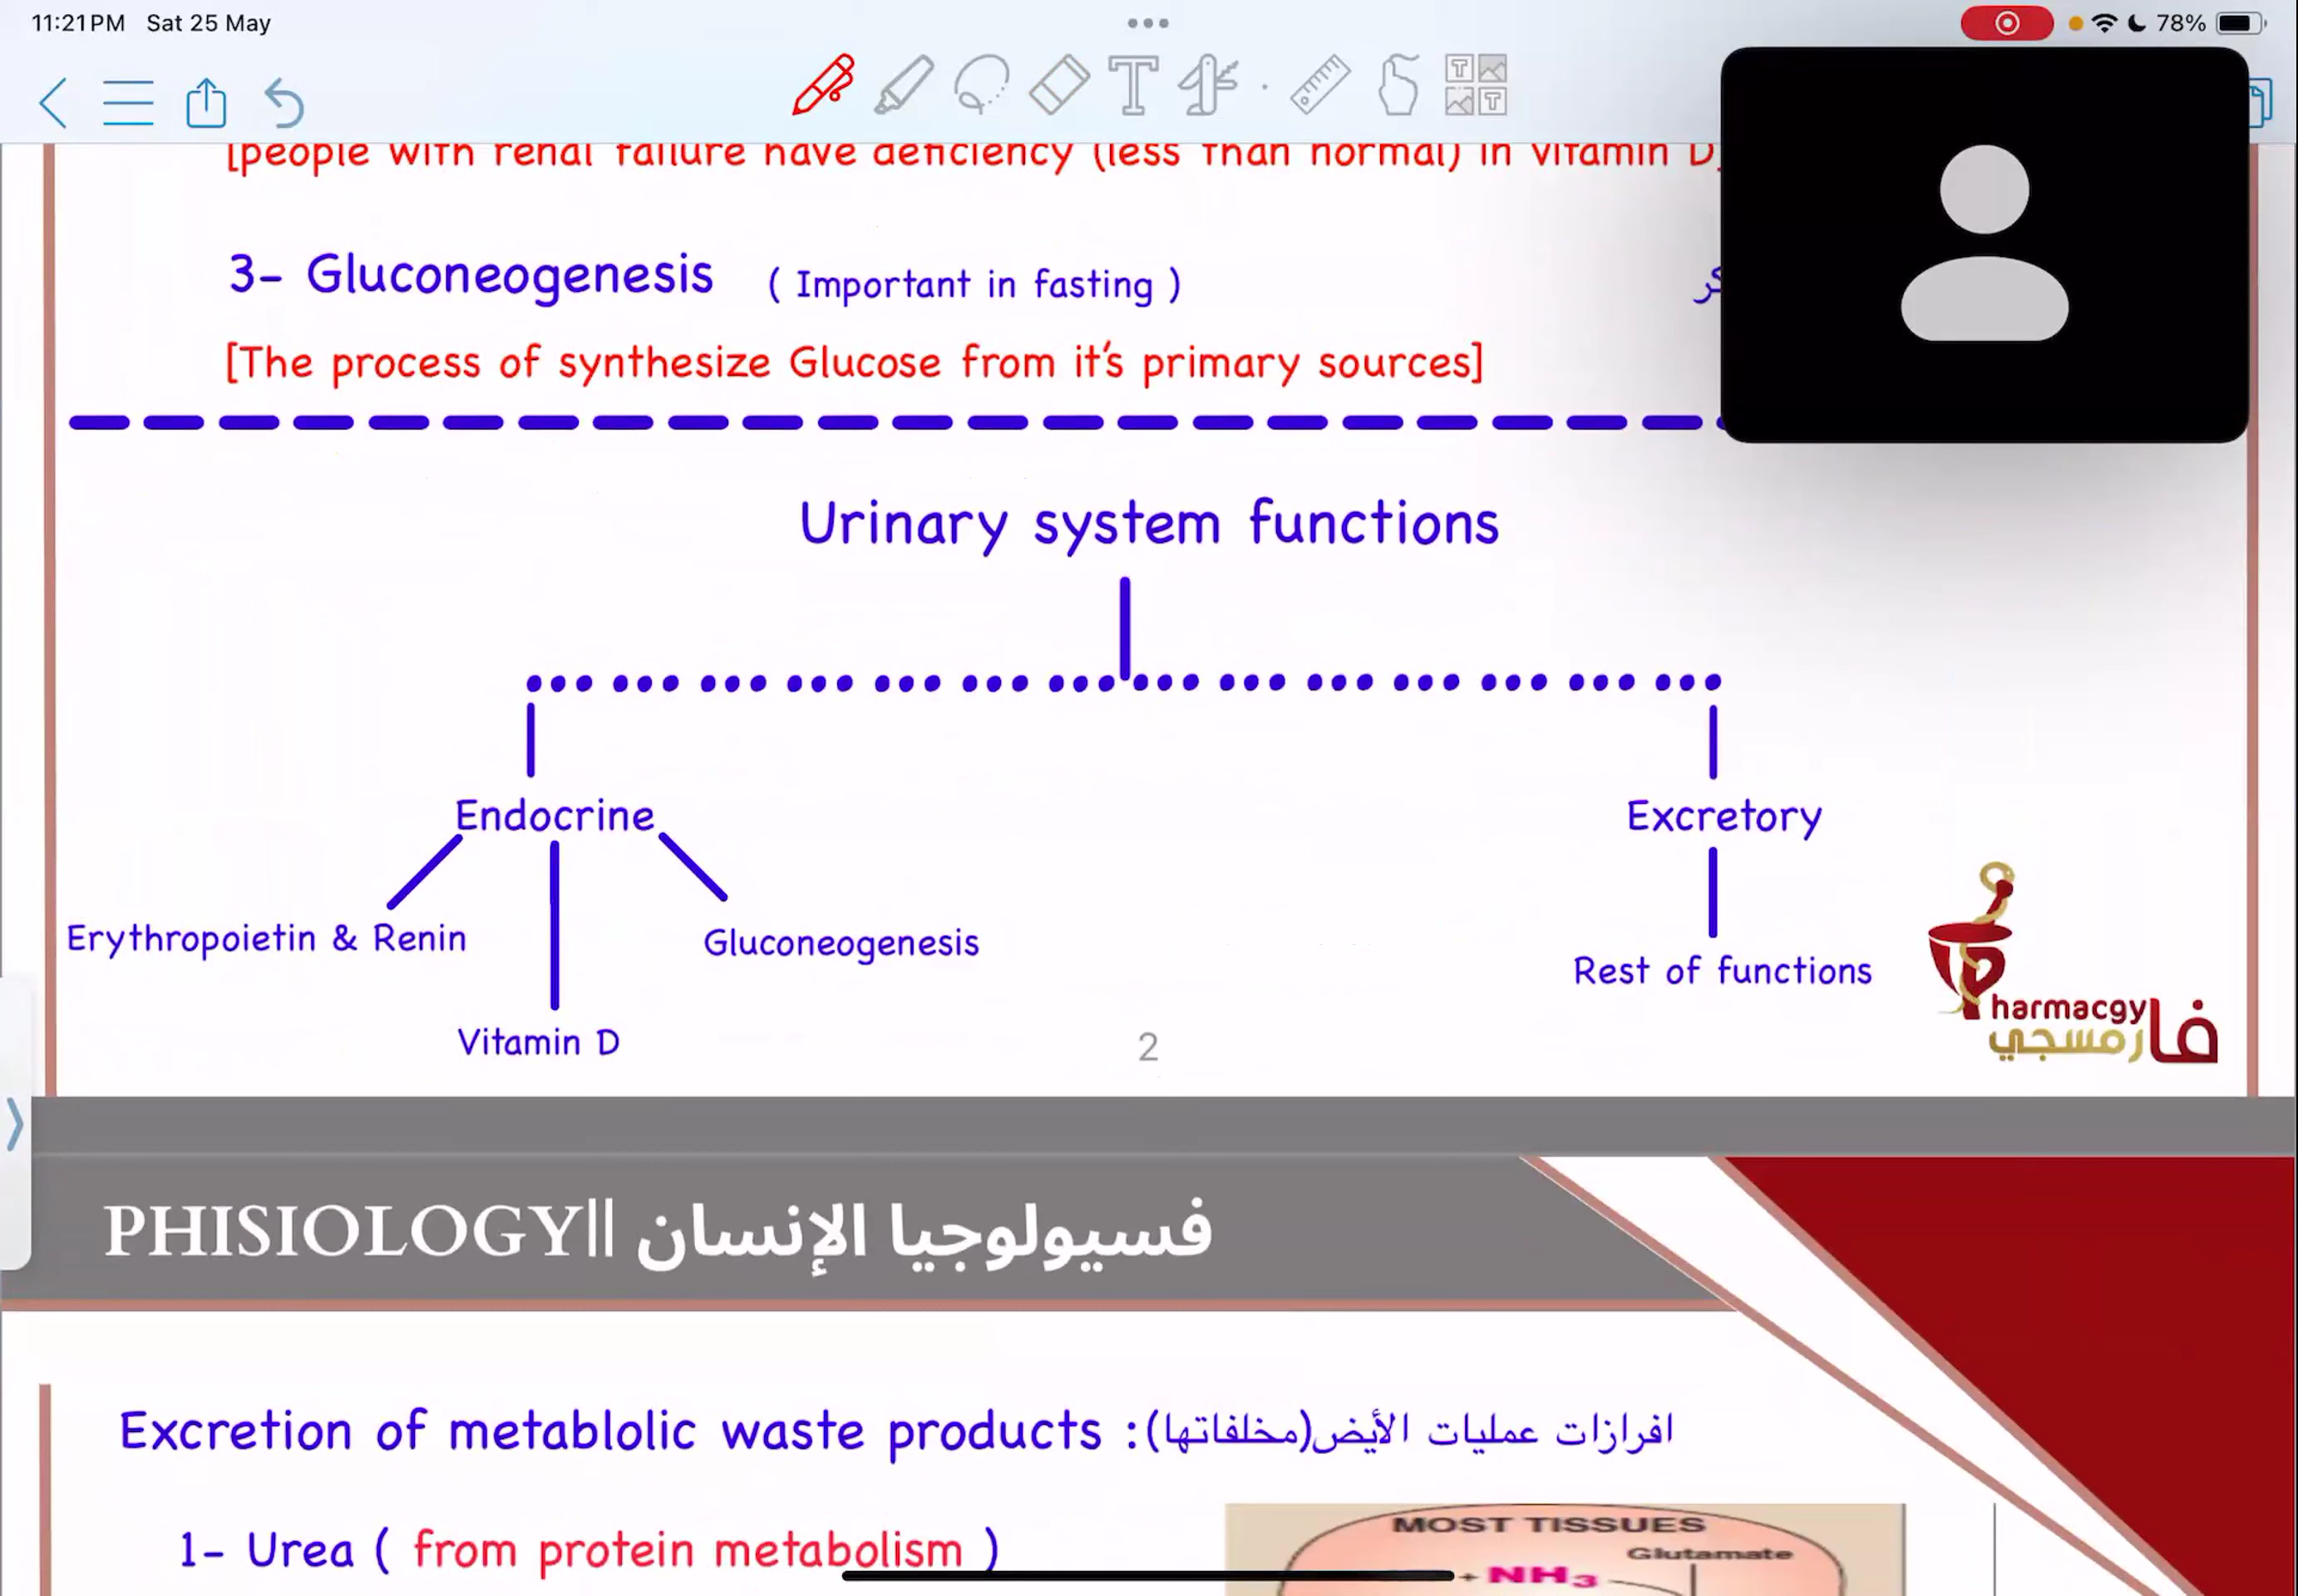 11:21 PM Sat 25 May
78%
[people with renal failure have deficiency (less than normal) in vitamin D]
3- Gluconeogenesis ( Important in fasting )
[The process of synthesize Glucose from it's primary sources]
Urinary system functions
Endocrine
Excretory
Erythropoietin & Renin
Gluconeogenesis
Rest of functions
Vitamin D
2
Pharmacgy
فارمسجي
PHISIOLOGY|| فسيولوجيا الإنسان
Excretion of metablolic waste products : افرازات عمليات الأيض(مخلفاتها)
1- Urea ( from protein metabolism )
MOST TISSUES
Glutamate
+ NH3